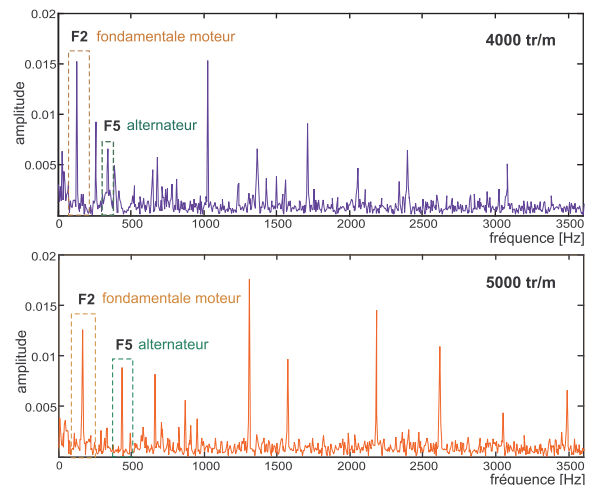 0.02
4000 tr/m
F2 fondamentale moteur
0.015
amplitude
0.01
F5 alternateur
0.005
0 500 1000 1500 2000 2500 3000 3500
fréquence [Hz]
0.02
5000 tr/m
F2 fondamentale moteur
0.015
F5 alternateur
amplitude
0.01
0.005
0 500 1000 1500 2000 2500 3000 3500
fréquence [Hz]